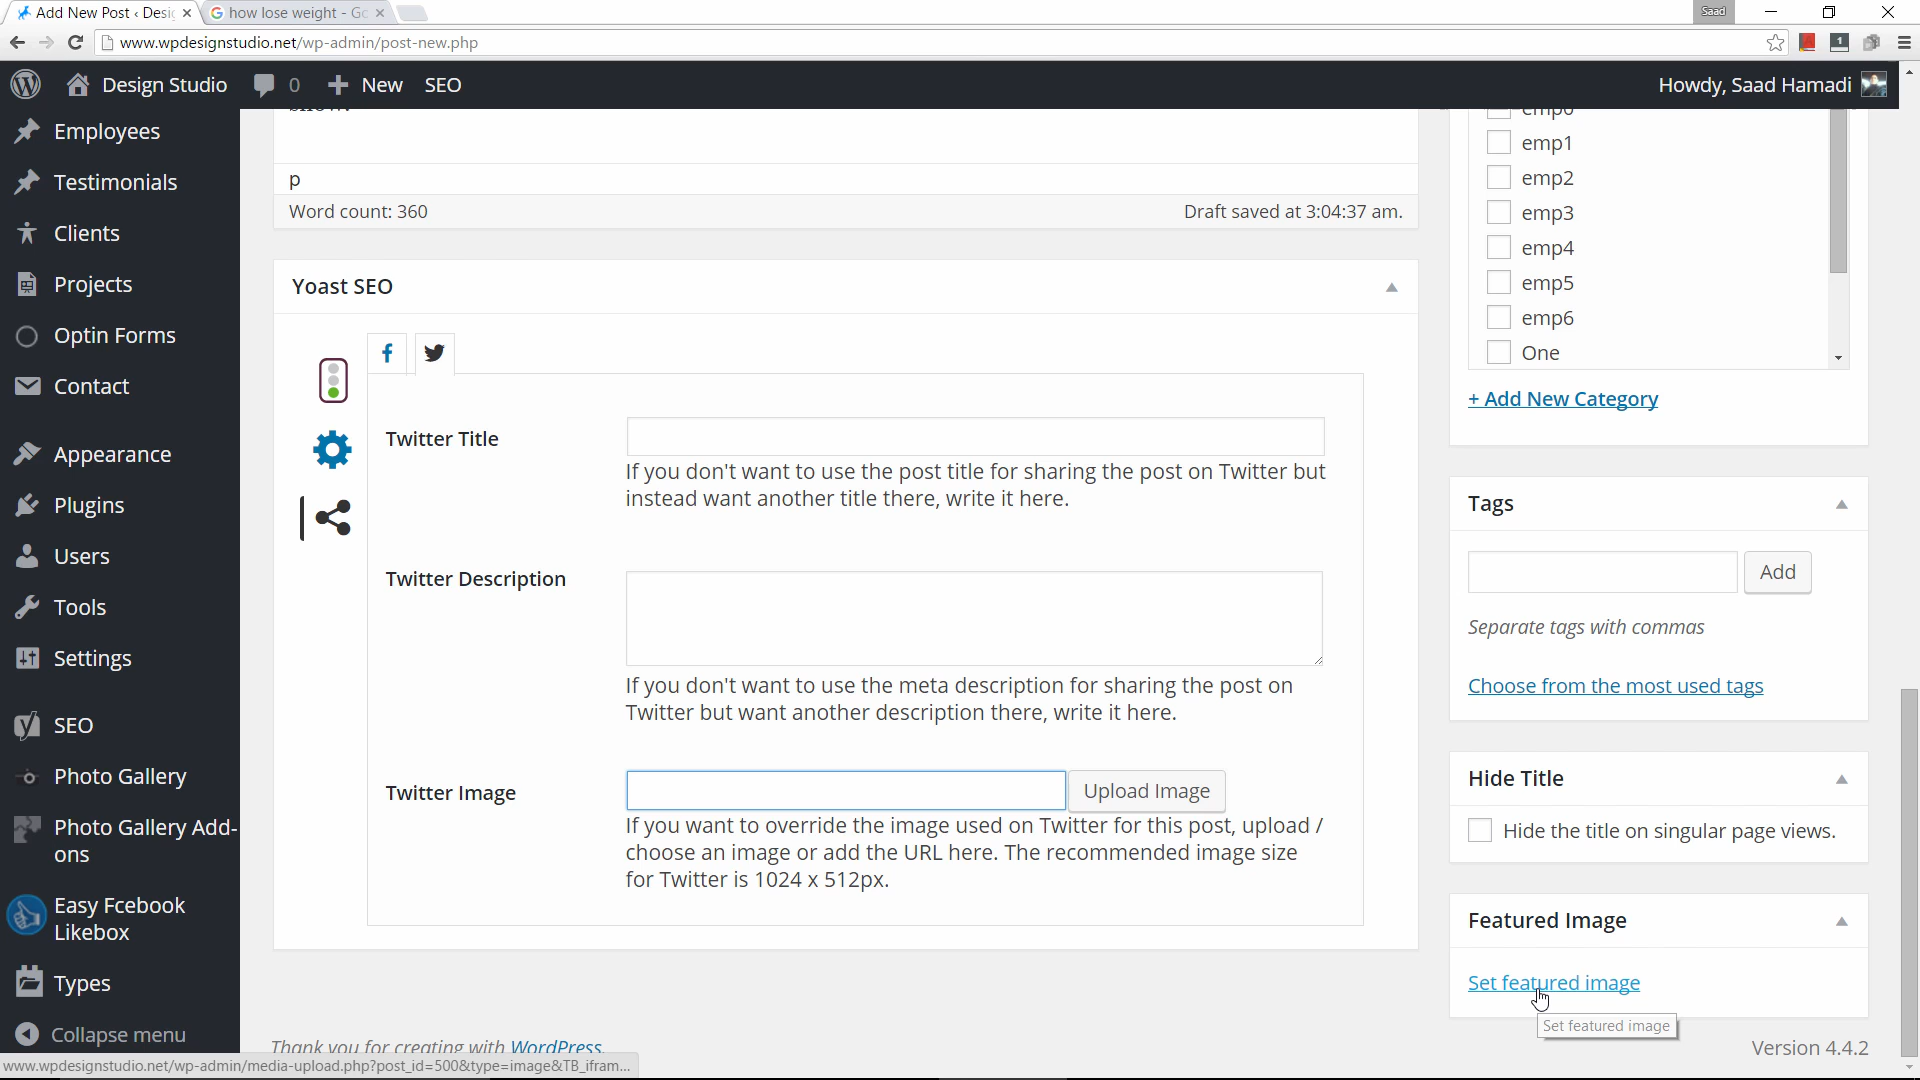 Add New Post ‹ Desi
how lose weight - Go
Saad
www.wpdesignstudio.net/wp-admin/post-new.php
1
Design Studio
0
New
SEO
Howdy, Saad Hamadi
Employees
Testimonials
Clients
Projects
Optin Forms
Contact
Appearance
Plugins
Users
Tools
Settings
SEO
Photo Gallery
Photo Gallery Add-
ons
Easy Fcebook
Likebox
Types
Collapse menu
p
Word count: 360
Draft saved at 3:04:37 am.
Yoast SEO
Twitter Title
If you don't want to use the post title for sharing the post on Twitter but
instead want another title there, write it here.
Twitter Description
If you don't want to use the meta description for sharing the post on
Twitter but want another description there, write it here.
Twitter Image
Upload Image
If you want to override the image used on Twitter for this post, upload /
choose an image or add the URL here. The recommended image size
for Twitter is 1024 x 512px.
emp1
emp2
emp3
emp4
emp5
emp6
One
+ Add New Category
Tags
Add
Separate tags with commas
Choose from the most used tags
Hide Title
Hide the title on singular page views.
Featured Image
Set featured image
Set featured image
Thank you for creating with WordPress.
Version 4.4.2
www.wpdesignstudio.net/wp-admin/media-upload.php?post_id=500&type=image&TB_ifram...